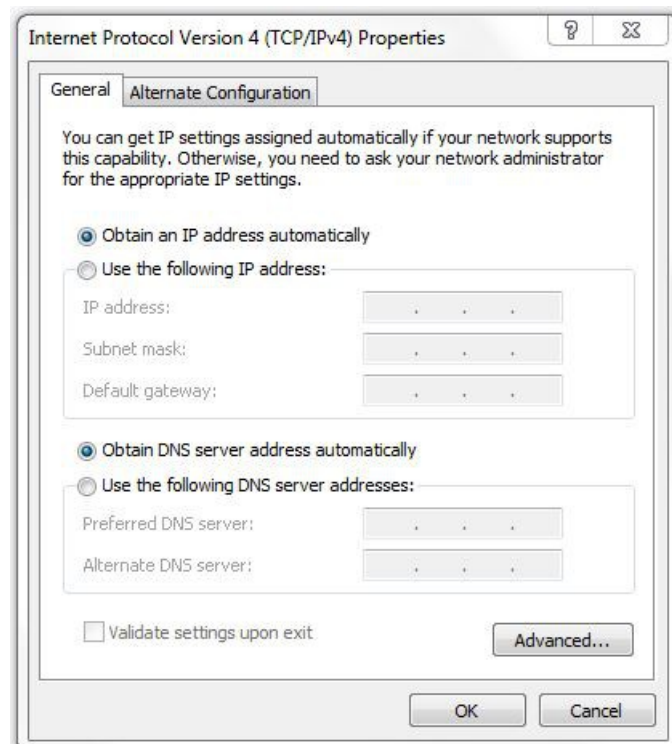 Internet Protocol Version 4 (TCP/IPv4) Properties
General
Alternate Configuration
You can get IP settings assigned automatically if your network supports
this capability. Otherwise, you need to ask your network administrator
for the appropriate IP settings.
Obtain an IP address automatically
Use the following IP address:
IP address:
Subnet mask:
Default gateway:
Obtain DNS server address automatically
Use the following DNS server addresses:
Preferred DNS server:
Alternate DNS server:
Validate settings upon exit
Advanced...
OK
Cancel